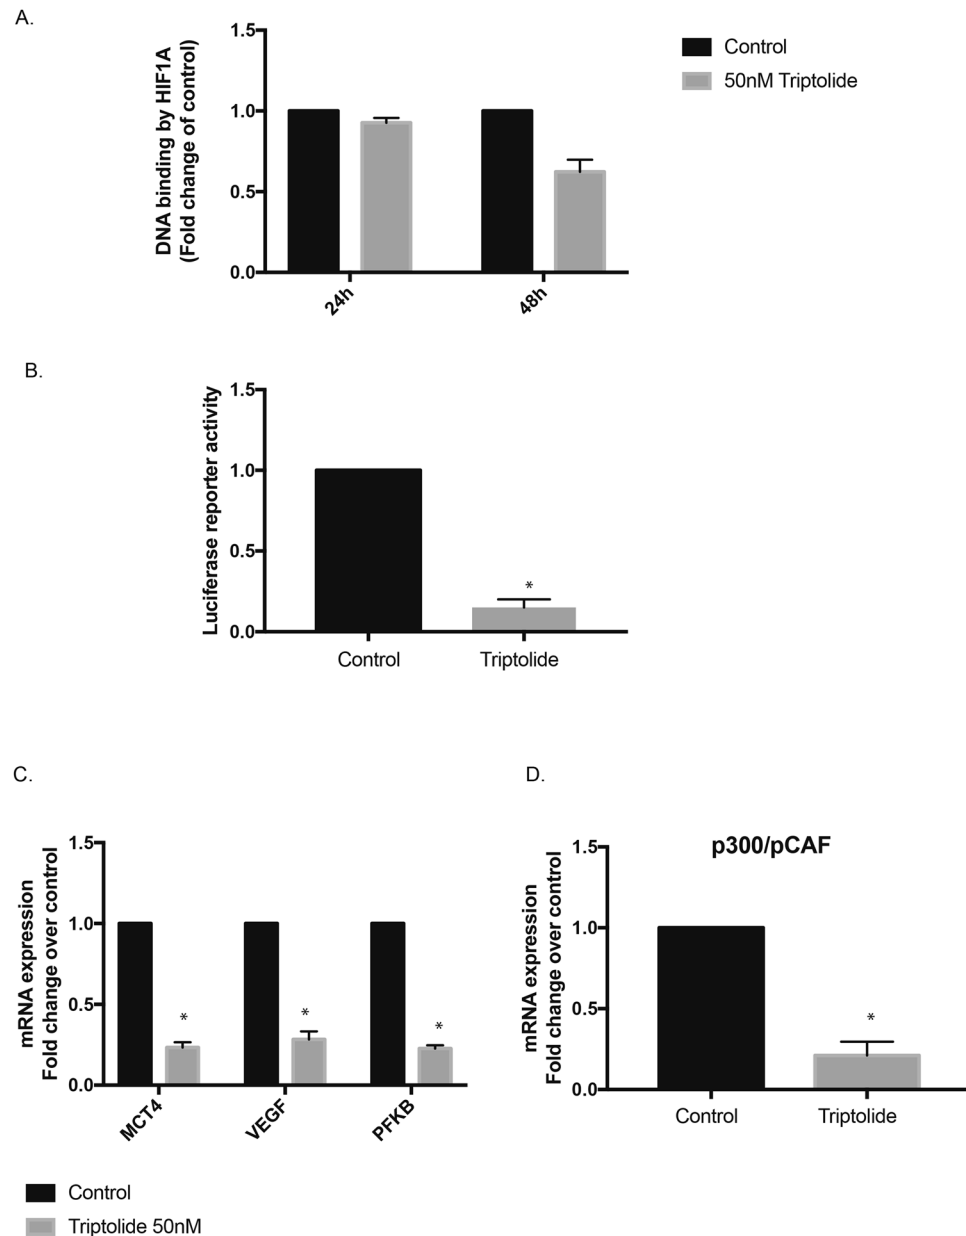 A.
DNA binding by HIF1A
(Fold change of control)
1.5
1.0
0.5
0.0
24h
48h
Control
50nM Triptolide
B.
Luciferase reporter activity
1.5
1.0
0.5
0.0
*
Control
Triptolide
C.
mRNA expression
Fold change over control
1.5
1.0
0.5
0.0
*
*
*
MCT4
VEGF
PFKB
Control
Triptolide 50nM
D.
p300/pCAF
mRNA expression
Fold change over control
1.5
1.0
0.5
0.0
*
Control
Triptolide